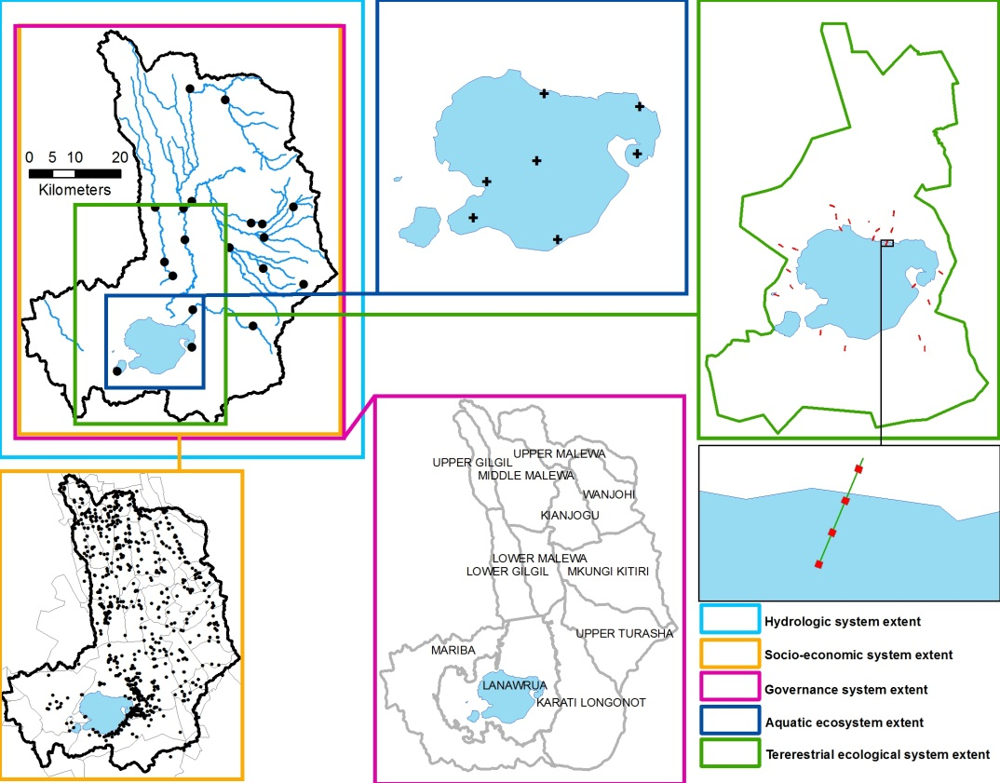 0 5 10 20
Kilometers
UPPER GILGIL
UPPER MALEWA
MIDDLE MALEWA
WANJOHI
KIANJOGU
LOWER MALEWA
LOWER GILGIL
MKUNGI KITIRI
UPPER TURASHA
MARIBA
LANAWRUA
KARATI LONGONOT
Hydrologic system extent
Socio-economic system extent
Governance system extent
Aquatic ecosystem extent
Tererestrial ecological system extent